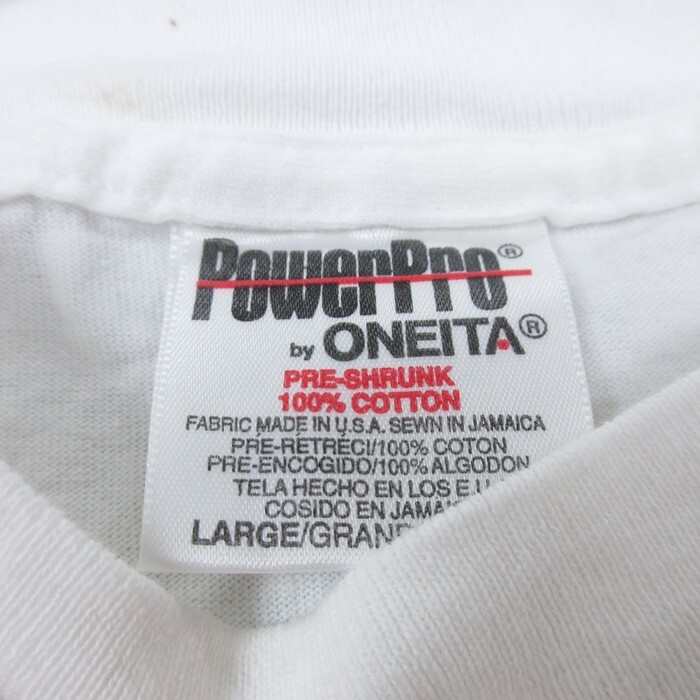 PowerPro®
by ONEITA®
PRE-SHRUNK
100% COTTON
FABRIC MADE IN U.S.A. SEWN IN JAMAICA
PRE-RÉTRECI/100% COTON
PRE-ENCOGIDO/100% ALGODON
TELA HECHO EN LOS E.U.
COSIDO EN
LARGE/